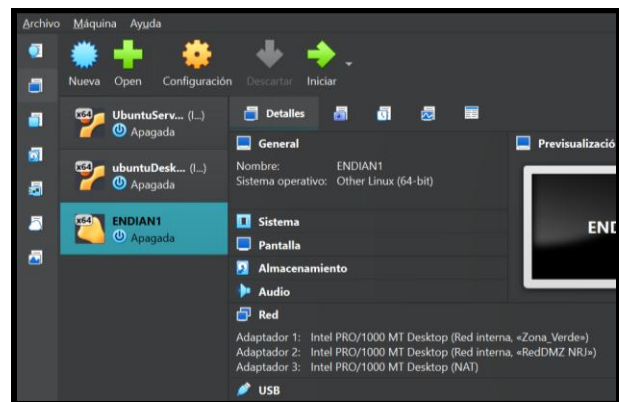 Archivo Máquina Ayuda
Nueva Open Configuración Descartar Iniciar
UbuntuServ... (I...)
Apagada
ubuntuDesk... (I...)
Apagada
ENDIAN1
Apagada
Detalles
General
Nombre: ENDIAN1
Sistema operativo: Other Linux (64-bit)
Sistema
Pantalla
Almacenamiento
Audio
Red
Adaptador 1: Intel PRO/1000 MT Desktop (Red interna, «Zona_Verde»)
Adaptador 2: Intel PRO/1000 MT Desktop (Red interna, «RedDMZ NRJ»)
Adaptador 3: Intel PRO/1000 MT Desktop (NAT)
USB
Previsualizació
END
x64
x64
x64